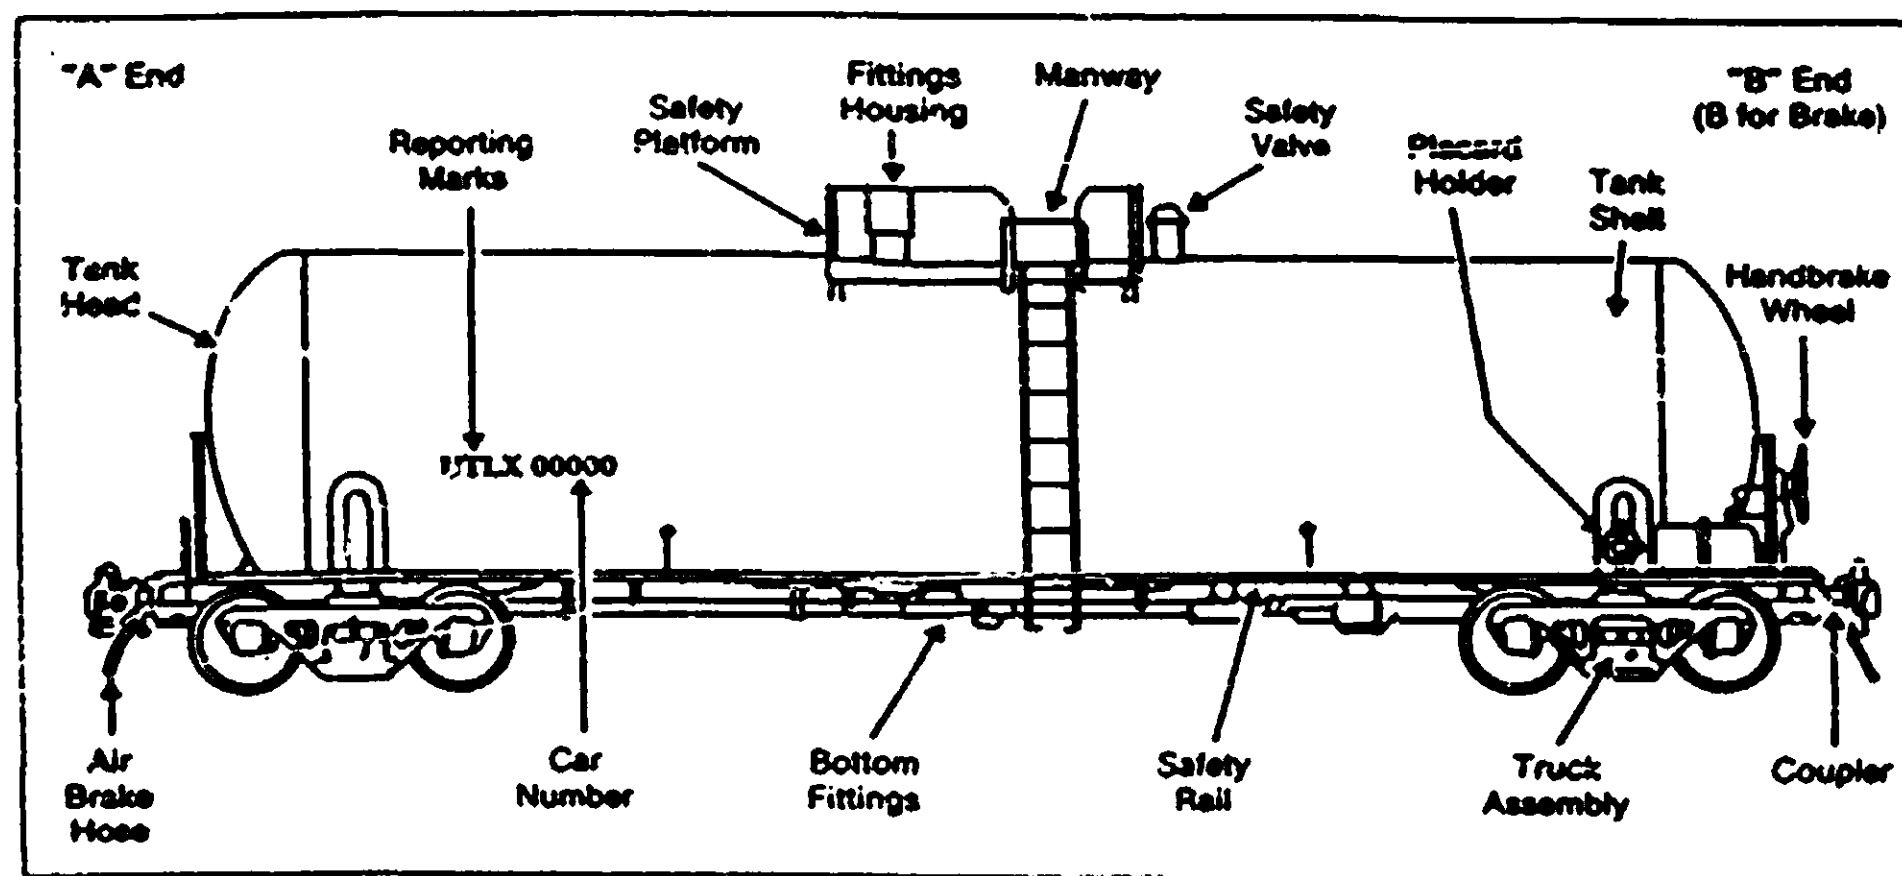 "A" End
"B" End
(B for Brake)
Fittings
Housing
Manway
Safety
Platform
Safety
Valve
Reporting
Marks
Placard
Holder
Tank
Shell
Tank
Head
Handbrake
Wheel
UTLX 00000
Air
Brake
Hose
Car
Number
Bottom
Fittings
Safety
Rail
Truck
Assembly
Coupler